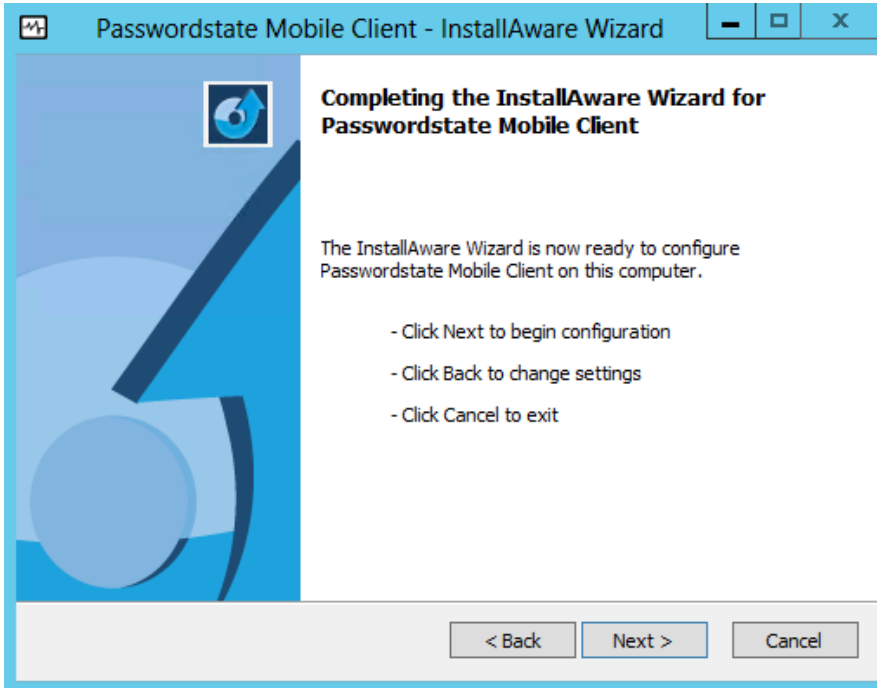 Passwordstate Mobile Client - InstallAware Wizard
Completing the InstallAware Wizard for
Passwordstate Mobile Client
The InstallAware Wizard is now ready to configure
Passwordstate Mobile Client on this computer.
- Click Next to begin configuration
- Click Back to change settings
- Click Cancel to exit
< Back
Next >
Cancel